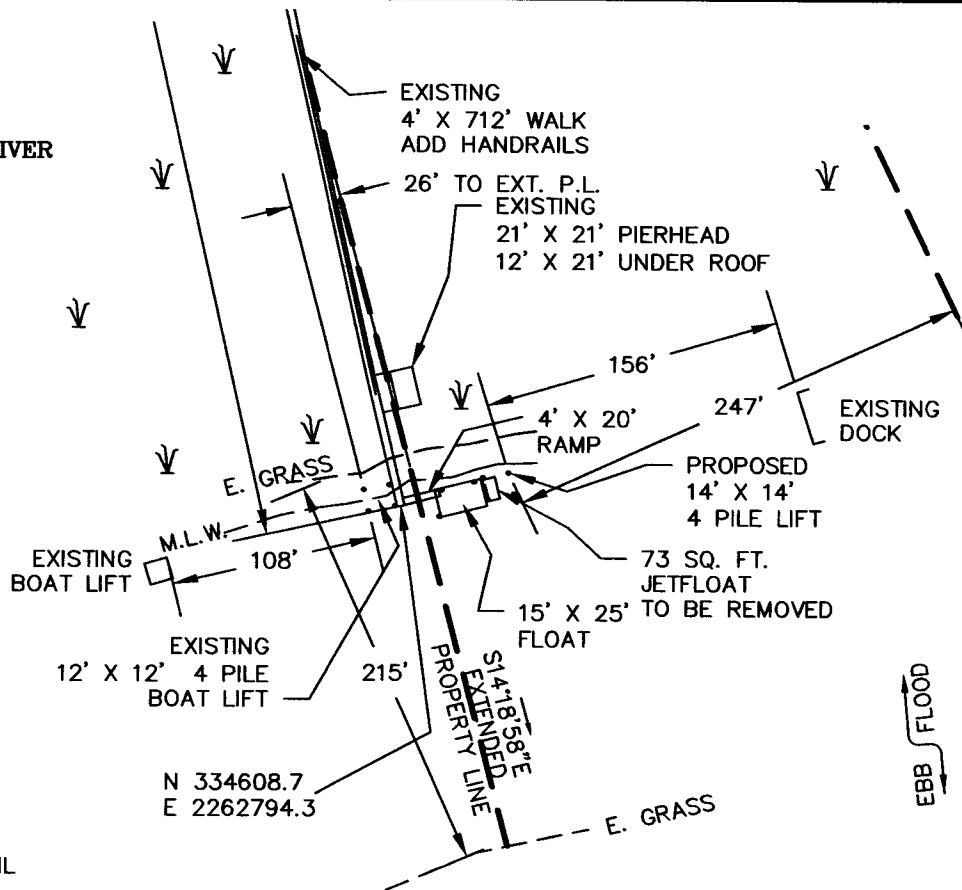 EXISTING
4' X 712' WALK
ADD HANDRAILS
IVER
26' TO EXT. P.L.
EXISTING
21' X 21' PIERHEAD
12' X 21' UNDER ROOF
156'
247'
EXISTING
DOCK
4' X 20'
RAMP
E. GRASS
PROPOSED
14' X 14'
4 PILE LIFT
M.L.W.
108'
EXISTING
BOAT LIFT
73 SQ. FT.
JETFLOAT
TO BE REMOVED
15' X 25'
FLOAT
EXISTING
12' X 12' 4 PILE
BOAT LIFT
215'
S14°18'58"E
EXTENDED
PROPERTY LINE
N 334608.7
E 2262794.3
EBB
FLOOD
E. GRASS
IL